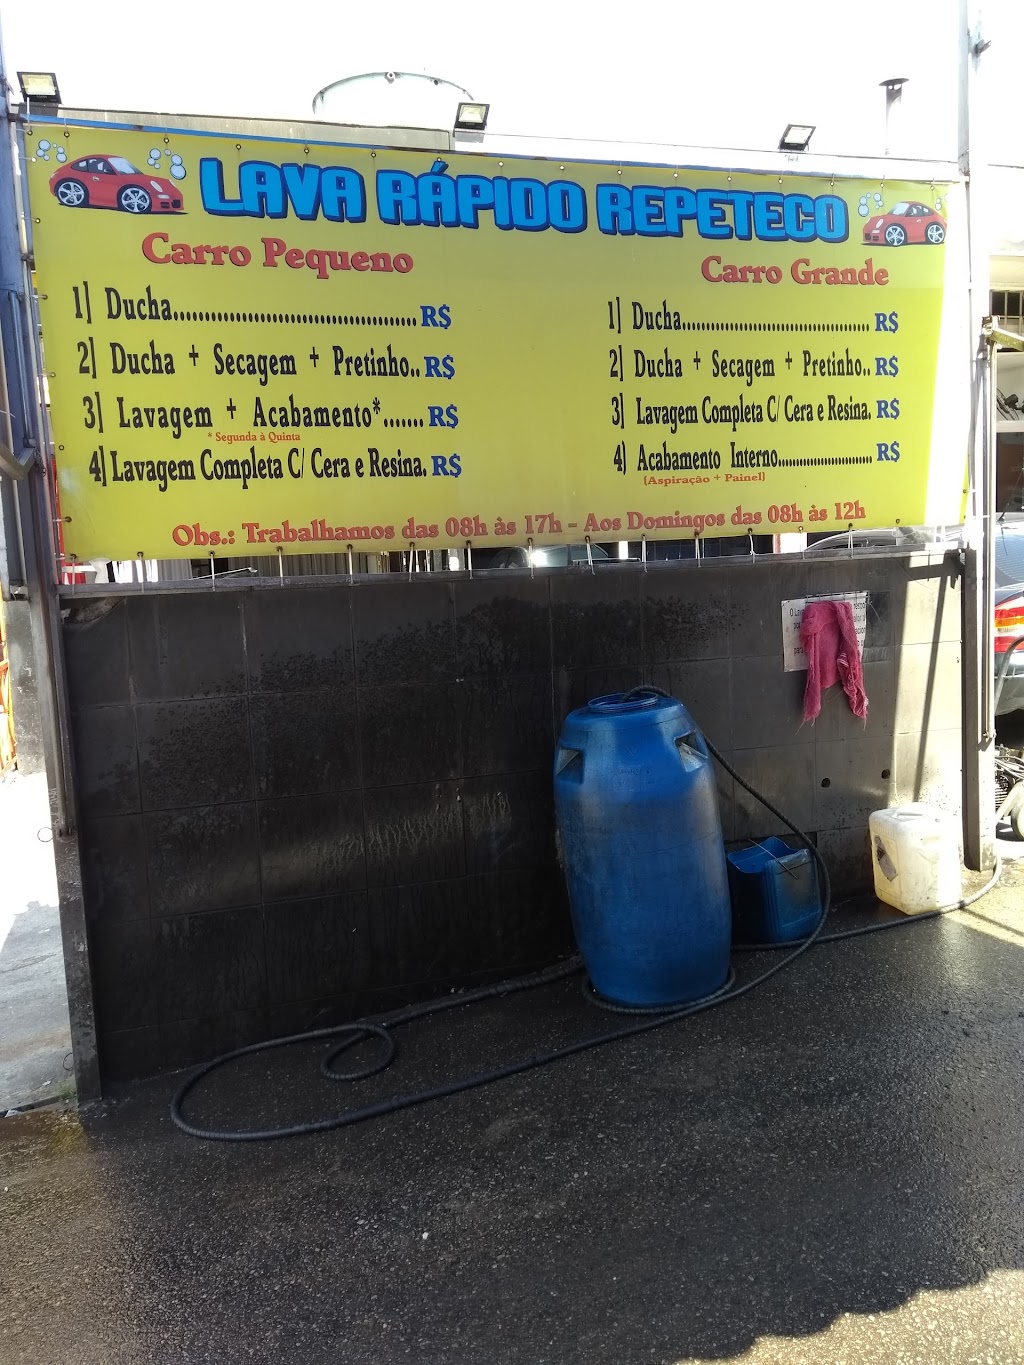 LAVA RÁPIDO REPETECO
Carro Pequeno
1] Ducha....................................... R$
2] Ducha + Secagem + Pretinho.. R$
3] Lavagem + Acabamento*....... R$
* Segunda à Quinta
4] Lavagem Completa C/ Cera e Resina. R$
Carro Grande
1] Ducha........................................ R$
2] Ducha + Secagem + Pretinho.. R$
3] Lavagem Completa C/ Cera e Resina. R$
4] Acabamento Interno.......................... R$
(Aspiração + Painel)
Obs.: Trabalhamos das 08h às 17h - Aos Domingos das 08h às 12h